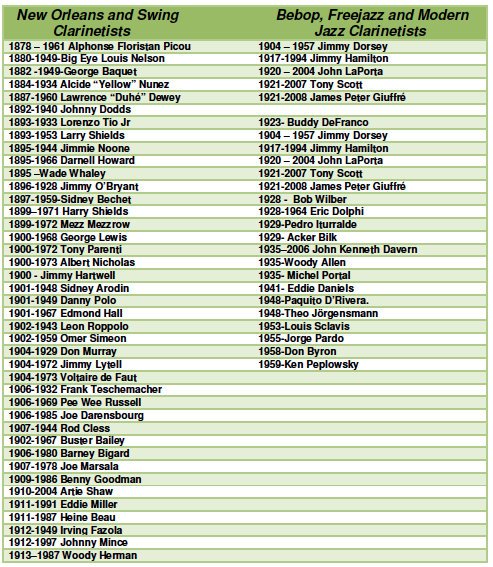 New Orleans and Swing
Clarinetists
1878 – 1961 Alphonse Floristan Picou
1880-1949-Big Eye Louis Nelson
1882 -1949-George Baquet
1884-1934 Alcide “Yellow” Nunez
1887-1960 Lawrence “Duhé” Dewey
1892-1940 Johnny Dodds
1893-1933 Lorenzo Tio Jr
1893-1953 Larry Shields
1895-1944 Jimmie Noone
1895-1966 Darnell Howard
1895 –Wade Whaley
1896-1928 Jimmy O'Bryant
1897-1959-Sidney Bechet
1899–1971 Harry Shields
1899-1972 Mezz Mezzrow
1900-1968 George Lewis
1900-1972 Tony Parenti
1900-1973 Albert Nicholas
1900 - Jimmy Hartwell
1901-1948 Sidney Arodin
1901-1949 Danny Polo
1901-1967 Edmond Hall
1902-1943 Leon Roppolo
1902-1959 Omer Simeon
1904-1929 Don Murray
1904-1972 Jimmy Lytell
1904-1973 Voltaire de Faut
1906-1932 Frank Teschemacher
1906-1969 Pee Wee Russell
1906-1985 Joe Darensbourg
1907-1944 Rod Cless
1902-1967 Buster Bailey
1906-1980 Barney Bigard
1907-1978 Joe Marsala
1909-1986 Benny Goodman
1910-2004 Artie Shaw
1911-1991 Eddie Miller
1911-1987 Heine Beau
1912-1949 Irving Fazola
1912-1997 Johnny Mince
1913–1987 Woody Herman
Bebop, Freejazz and Modern
Jazz Clarinetists
1904 – 1957 Jimmy Dorsey
1917-1994 Jimmy Hamilton
1920 – 2004 John LaPorta
1921-2007 Tony Scott
1921-2008 James Peter Giuffré
1923- Buddy DeFranco
1904 – 1957 Jimmy Dorsey
1917-1994 Jimmy Hamilton
1920 – 2004 John LaPorta
1921-2007 Tony Scott
1921-2008 James Peter Giuffré
1928 - Bob Wilber
1928-1964 Eric Dolphi
1929-Pedro Iturralde
1929- Acker Bilk
1935–2006 John Kenneth Davern
1935-Woody Allen
1935- Michel Portal
1941- Eddie Daniels
1948-Paquito D'Rivera.
1948-Theo Jörgensmann
1953-Louis Sclavis
1955-Jorge Pardo
1958-Don Byron
1959-Ken Peplowsky